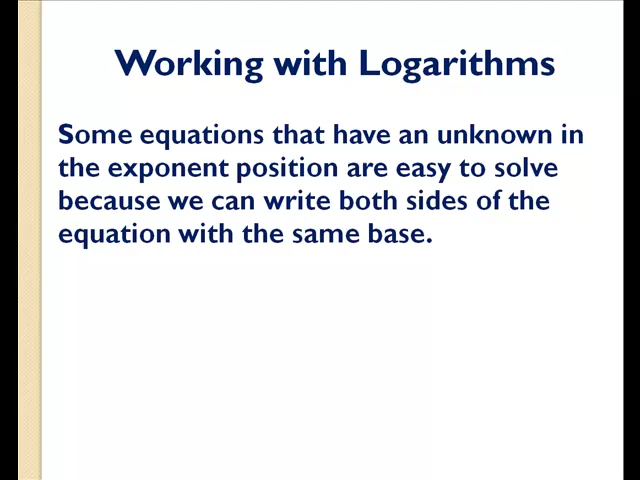 Working with Logarithms
Some equations that have an unknown in
the exponent position are easy to solve
because we can write both sides of the
equation with the same base.